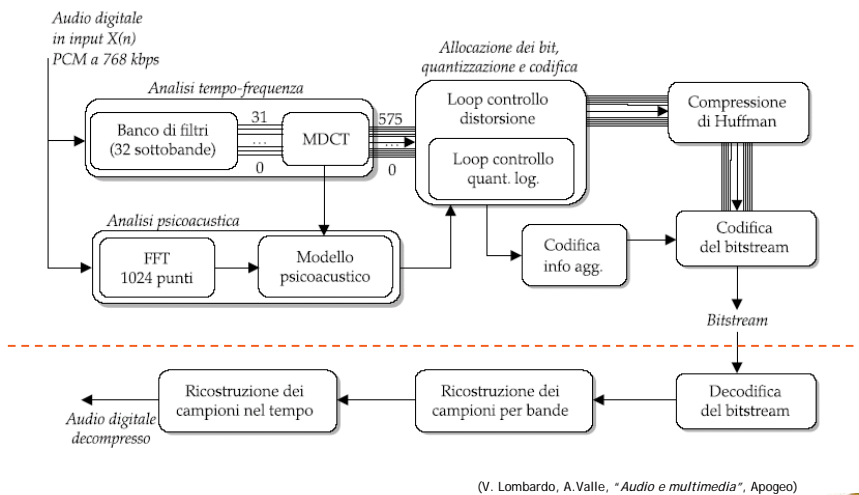 Audio digitale
in input X(n)
PCM a 768 kbps
Analisi tempo-frequenza
Banco di filtri
(32 sottobande)
31
...
0
MDCT
575
...
0
Allocazione dei bit,
quantizzazione e codifica
Loop controllo
distorsione
Loop controllo
quant. log.
Compressione
di Huffman
Analisi psicoacustica
FFT
1024 punti
Modello
psicoacustico
Codifica
info agg.
Codifica
del bitstream
Bitstream
Decodifica
del bitstream
Ricostruzione dei
campioni per bande
Ricostruzione dei
campioni nel tempo
Audio digitale
decompresso
(V. Lombardo, A.Valle, "Audio e multimedia", Apogeo)